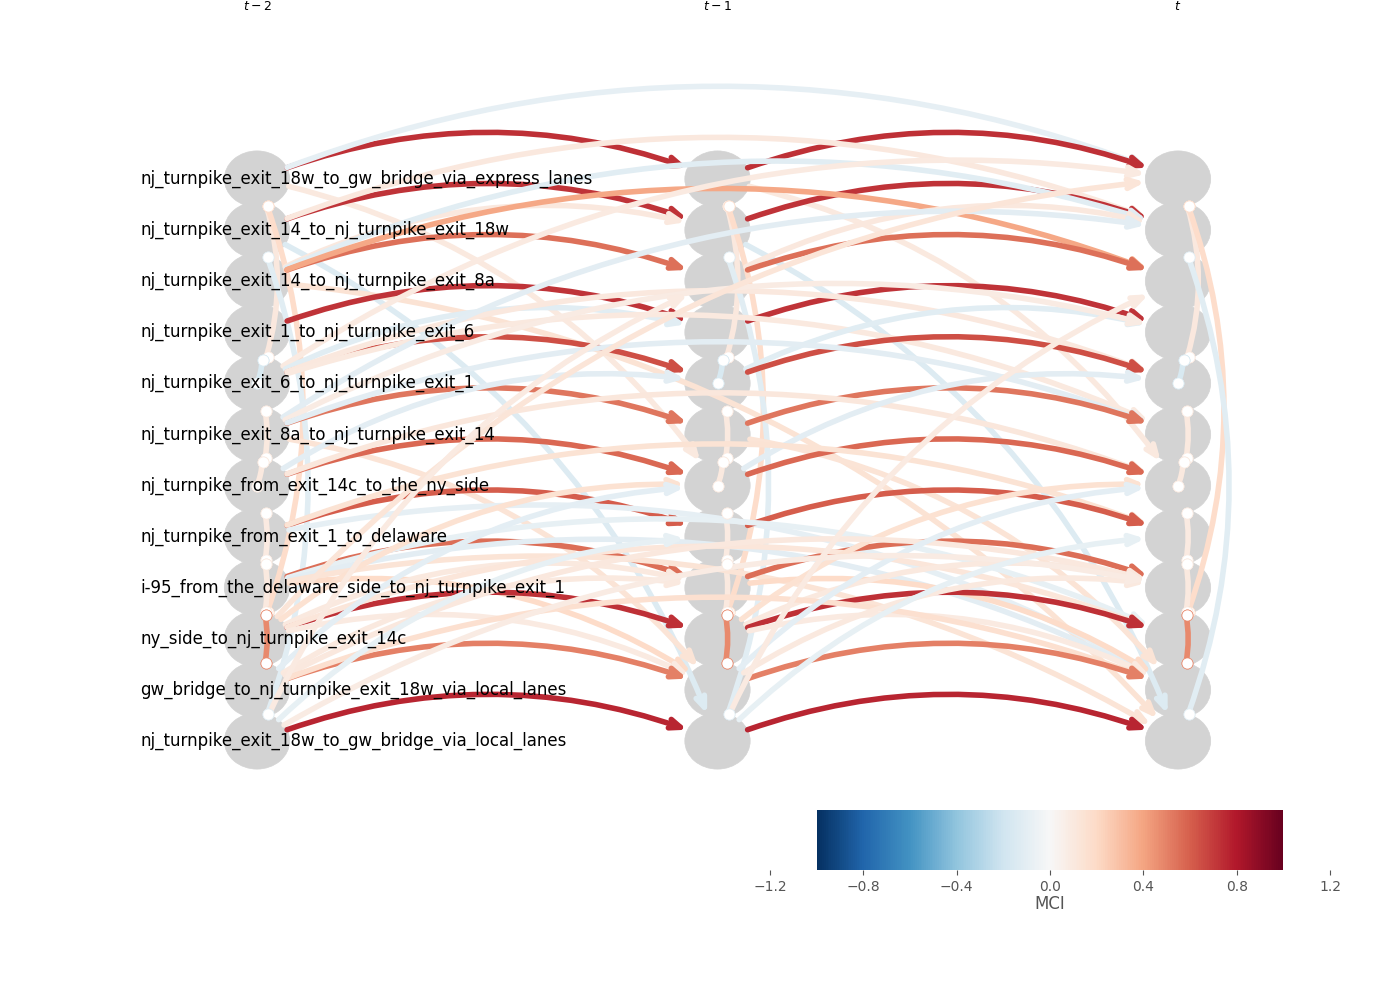 t − 2 t − 1 t
nj_turnpike_exit_18w_to_gw_bridge_via_express_lanes
nj_turnpike_exit_14_to_nj_turnpike_exit_18w
nj_turnpike_exit_14_to_nj_turnpike_exit_8a
nj_turnpike_exit_1_to_nj_turnpike_exit_6
nj_turnpike_exit_6_to_nj_turnpike_exit_1
nj_turnpike_exit_8a_to_nj_turnpike_exit_14
nj_turnpike_from_exit_14c_to_the_ny_side
nj_turnpike_from_exit_1_to_delaware
i-95_from_the_delaware_side_to_nj_turnpike_exit_1
ny_side_to_nj_turnpike_exit_14c
gw_bridge_to_nj_turnpike_exit_18w_via_local_lanes
nj_turnpike_exit_18w_to_gw_bridge_via_local_lanes
−1.2 −0.8 −0.4 0.0 0.4 0.8 1.2
MCI